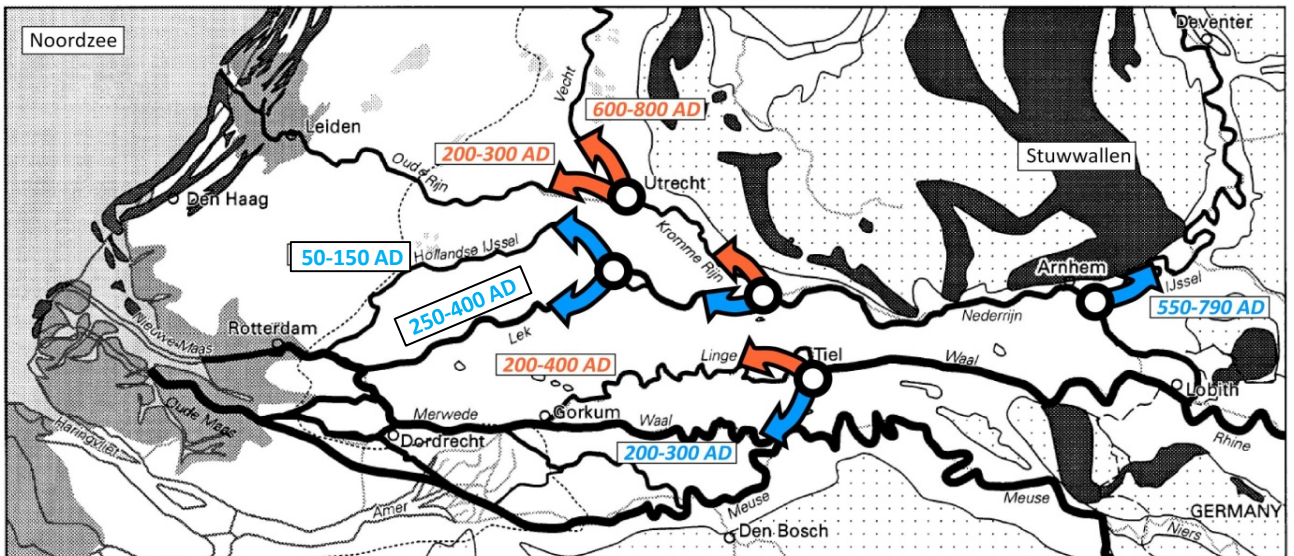 Noordzee
Deventer
Vecht
600-800 AD
Leiden
200-300 AD
Stuwwallen
Oude Rijn
Utrecht
Den Haag
Kromme Rijn
50-150 AD
Hollandse IJssel
Arnhem
IJssel
250-400 AD
550-790 AD
Nieuwe Maas
Rotterdam
Lek
Nederrijn
200-400 AD
Linge
Tiel
Waal
Lobith
Oude Maas
Merwede
Gorkum
Waal
Haringvliet
Dordrecht
Rhine
200-300 AD
Meuse
Meuse
Amer
GERMANY
Den Bosch
Niers